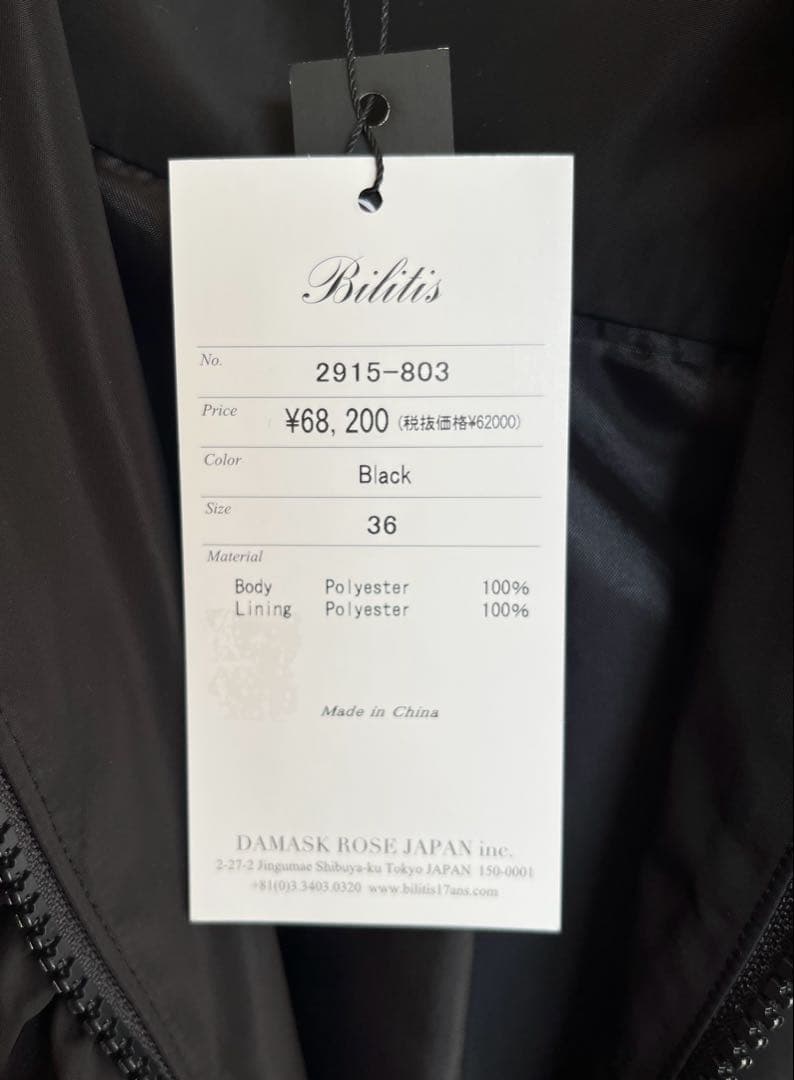 Bilitis
No. 2915-803
Price ¥68,200 (税抜価格¥62000)
Color Black
Size 36
Material
Body Polyester 100%
Lining Polyester 100%
Made in China
DAMASK ROSE JAPAN inc.
2-27-2 Jingumae Shibuya-ku Tokyo JAPAN 150-0001
+81(0)3.3403.0320 www.bilitis17ans.com